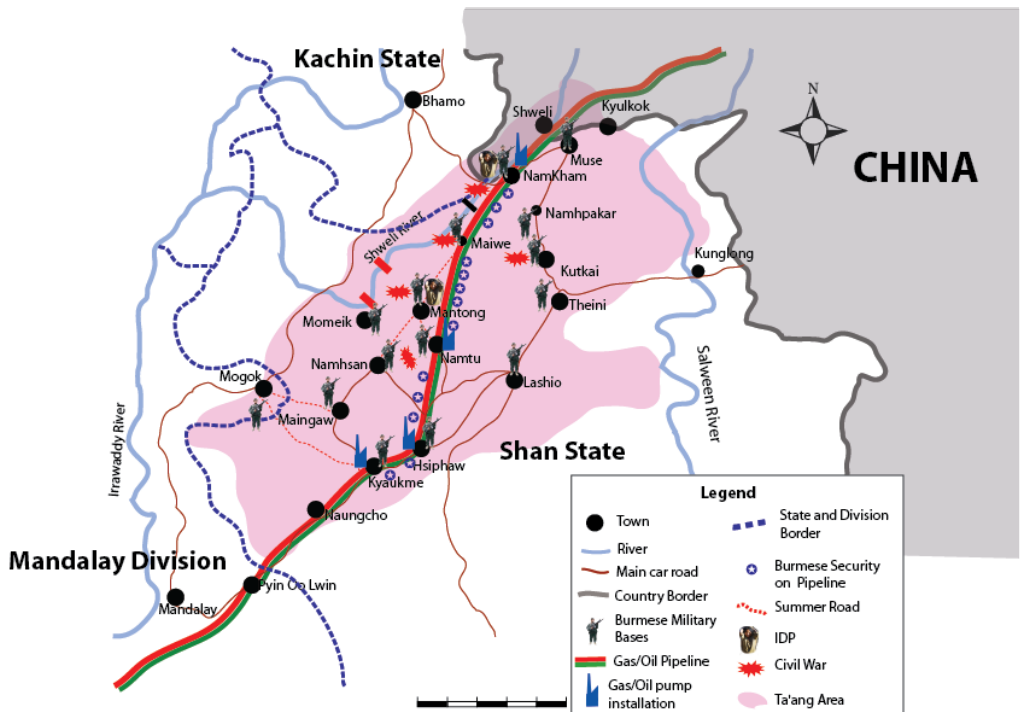 Kachin State
Bhamo
N
Shweli
Kyulkok
Muse
CHINA
NamKham
Namhpakar
Shweli River
Maiwe
Kutkai
Kunglong
Theini
Mantong
Momeik
Namhsan
Namtu
Salween River
Mogok
Lashio
Maingaw
Irrawaddy River
Shan State
Hsiphaw
Kyaukme
Naungcho
Mandalay Division
Pyin Oo Lwin
Mandalay
Legend
Town
River
Main car road
Country Border
Burmese Military
Bases
Gas/Oil Pipeline
Gas/Oil pump
installation
State and Division
Border
Burmese Security
on Pipeline
Summer Road
IDP
Civil War
Ta'ang Area